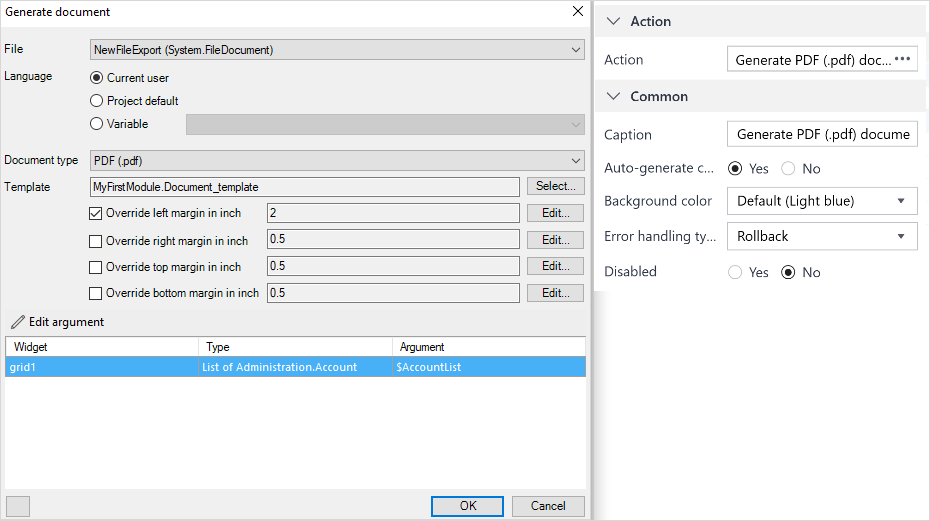 Generate document
File
NewFileExport (System.FileDocument)
Language
Current user
Project default
Variable
Document type
PDF (.pdf)
Template
MyFirstModule.Document_template
Select...
Override left margin in inch
2
Edit...
Override right margin in inch
0.5
Edit...
Override top margin in inch
0.5
Edit...
Override bottom margin in inch
0.5
Edit...
Edit argument
Widget Type Argument
grid1 List of Administration.Account $AccountList
OK Cancel
Action
Action Generate PDF (.pdf) doc... •••
Common
Caption Generate PDF (.pdf) docume
Auto-generate c... Yes No
Background color Default (Light blue)
Error handling ty... Rollback
Disabled Yes No